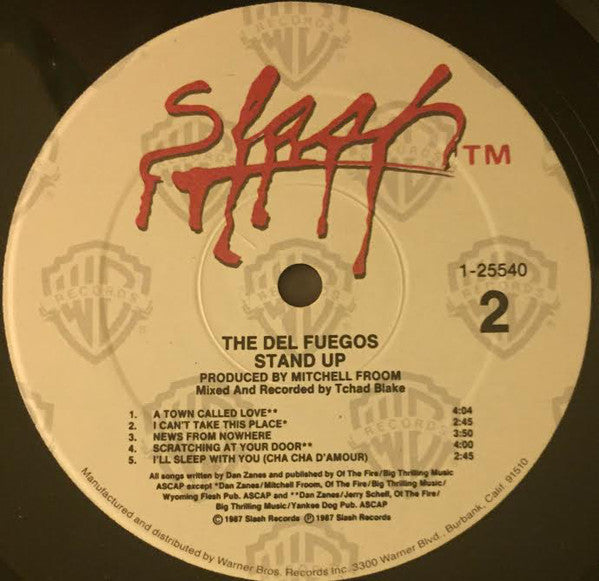 Slash TM
1-25540
2
THE DEL FUEGOS
STAND UP
PRODUCED BY MITCHELL FROOM
Mixed And Recorded by Tchad Blake
1. A TOWN CALLED LOVE** 4:04
2. I CAN'T TAKE THIS PLACE* 2:45
3. NEWS FROM NOWHERE 3:50
4. SCRATCHING AT YOUR DOOR** 4:00
5. I'LL SLEEP WITH YOU (CHA CHA D'AMOUR) 2:45
All songs written by Dan Zanes and published by Of The Fire/Big Thrilling Music
ASCAP except *Dan Zanes/Mitchell Froom, Of The Fire/Big Thrilling Music/
Wyoming Flesh Pub. ASCAP and **Dan Zanes/Jerry Schell, Of The Fire/
Big Thrilling Music/Yankee Dog Pub. ASCAP
© 1987 Slash Records ℗ 1987 Slash Records
Manufactured and distributed by Warner Bros. Records Inc. 3300 Warner Blvd., Burbank, Calif. 91510
WB RECORDS ®